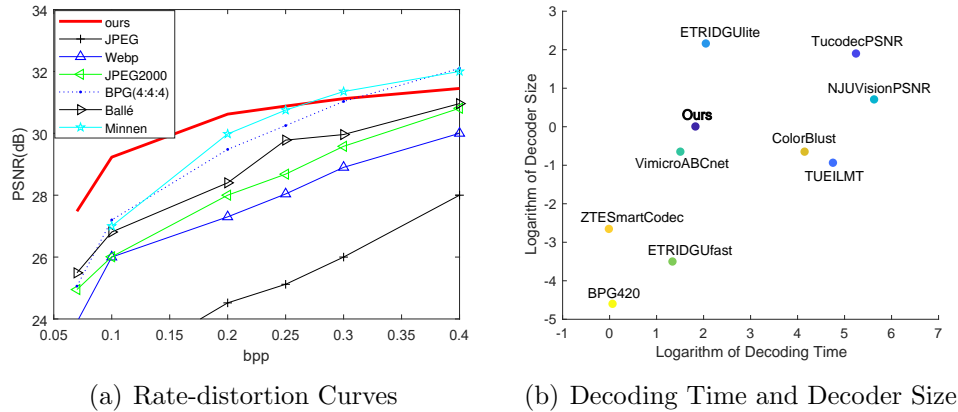 34
32
30
28
26
24
PSNR(dB)
ours
JPEG
Webp
JPEG2000
BPG(4:4:4)
Ballé
Minnen
0.05
0.1
0.15
0.2
0.25
0.3
0.35
0.4
bpp
(a) Rate-distortion Curves
3
2
1
0
-1
-2
-3
-4
-5
Logarithm of Decoder Size
ETRIDGUlite
TucodecPSNR
NJUVisionPSNR
Ours
ColorBlust
VimicroABCnet
TUEILMT
ZTESmartCodec
ETRIDGUfast
BPG420
-1
0
1
2
3
4
5
6
7
Logarithm of Decoding Time
(b) Decoding Time and Decoder Size